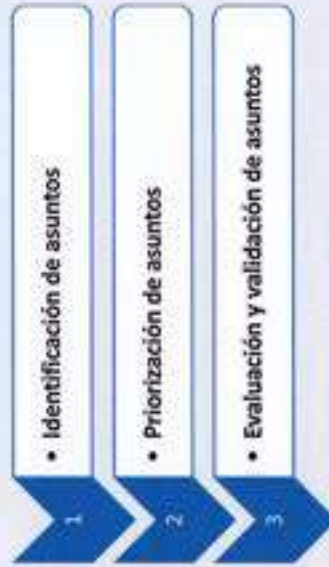 1
• Identificación de asuntos
2
• Priorización de asuntos
3
• Evaluación y validación de asuntos